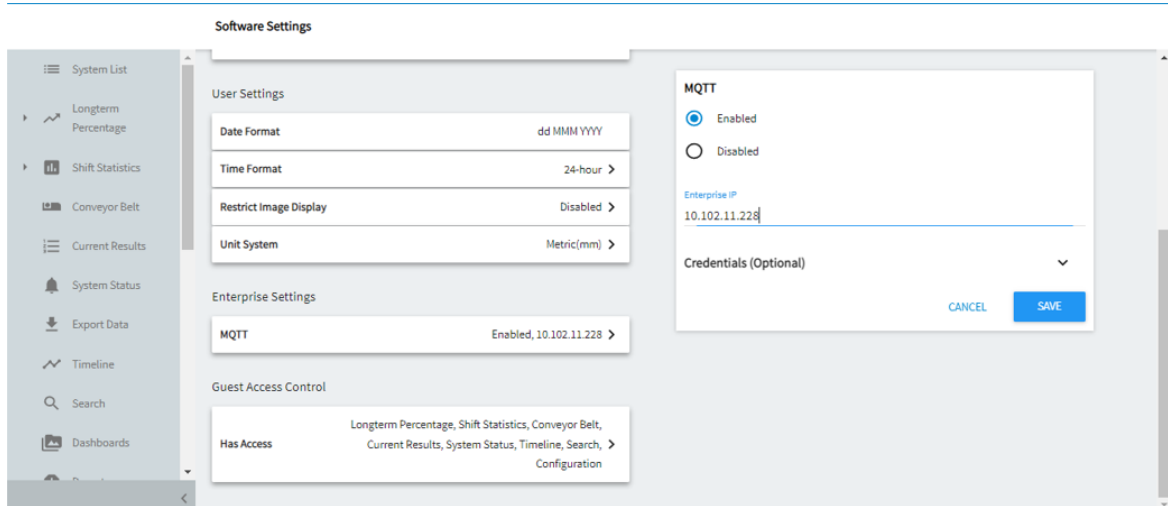 Software Settings
System List
Longterm
Percentage
Shift Statistics
Conveyor Belt
Current Results
System Status
Export Data
Timeline
Search
Dashboards
User Settings
Date Format dd MMM YYYY
Time Format 24-hour
Restrict Image Display Disabled
Unit System Metric(mm)
Enterprise Settings
MQTT Enabled, 10.102.11.228
Guest Access Control
Has Access
Longterm Percentage, Shift Statistics, Conveyor Belt,
Current Results, System Status, Timeline, Search,
Configuration
MQTT
Enabled
Disabled
Enterprise IP
10.102.11.228
Credentials (Optional)
CANCEL SAVE